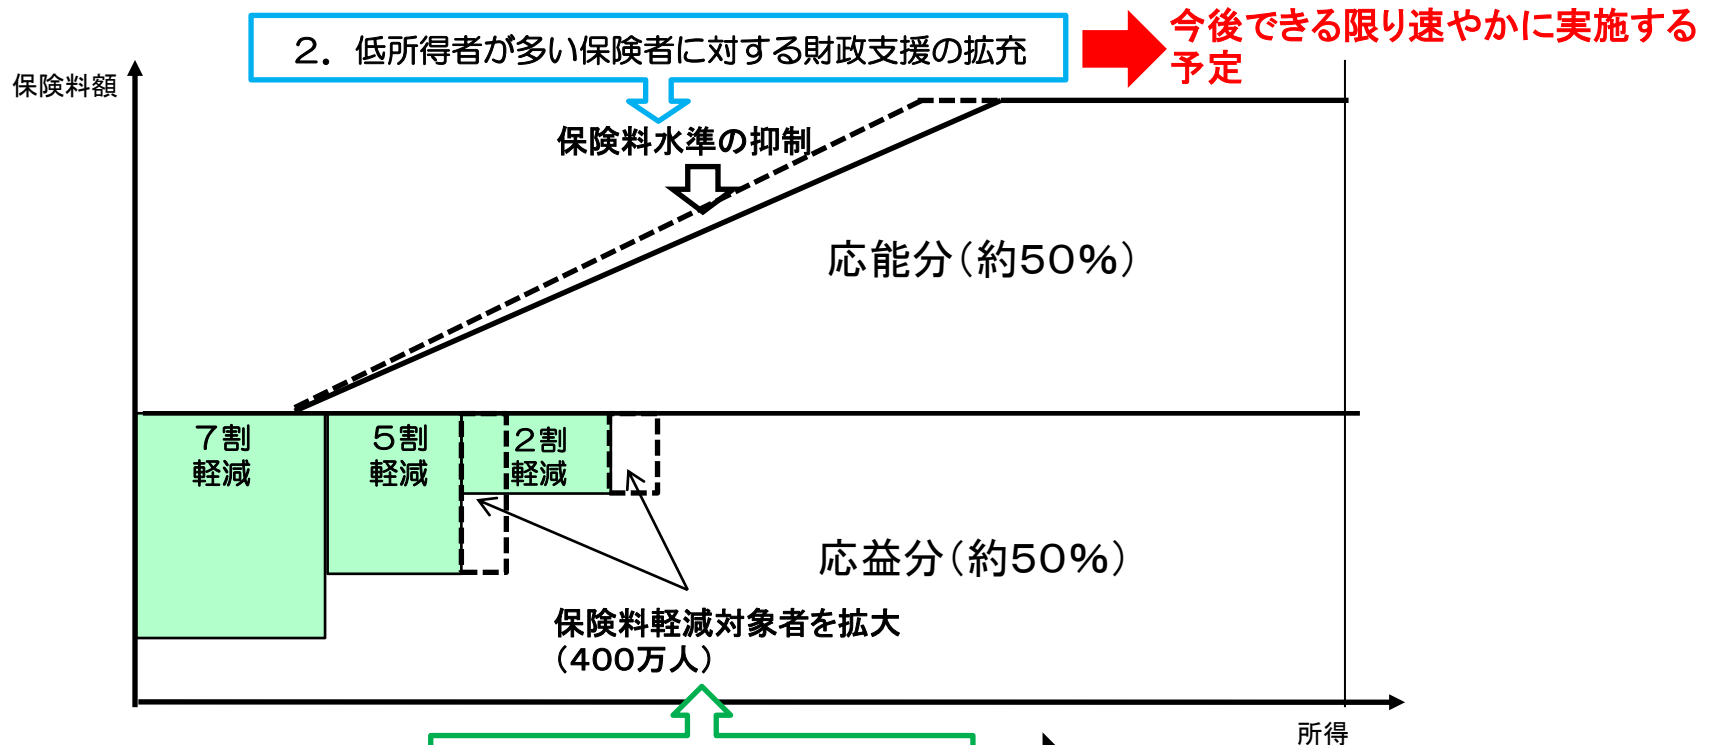 ２．低所得者が多い保険者に対する財政支援の拡充
今後できる限り速やかに実施する
予定
保険料額
保険料水準の抑制
応能分（約５０％）
７割
軽減
５割
軽減
２割
軽減
応益分（約５０％）
保険料軽減対象者を拡大
（４００万人）
所得